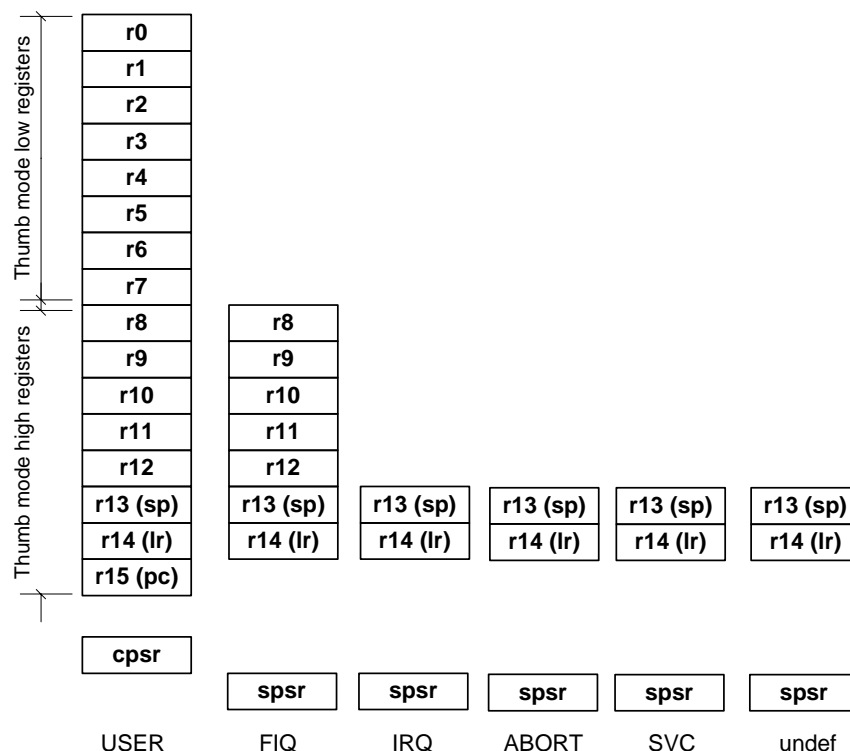 Thumb mode low registers
Thumb mode high registers
r0
r1
r2
r3
r4
r5
r6
r7
r8 r8
r9 r9
r10 r10
r11 r11
r12 r12
r13 (sp) r13 (sp) r13 (sp) r13 (sp) r13 (sp) r13 (sp)
r14 (lr) r14 (lr) r14 (lr) r14 (lr) r14 (lr) r14 (lr)
r15 (pc)
cpsr
spsr spsr spsr spsr spsr
USER FIQ IRQ ABORT SVC undef